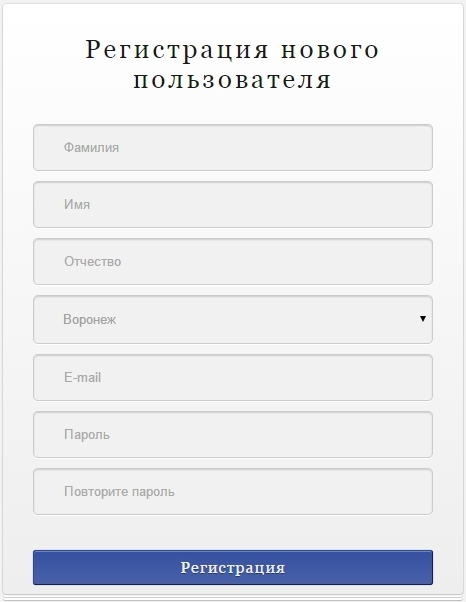 Регистрация нового
пользователя
Фамилия
Имя
Отчество
Воронеж
E-mail
Пароль
Повторите пароль
Регистрация